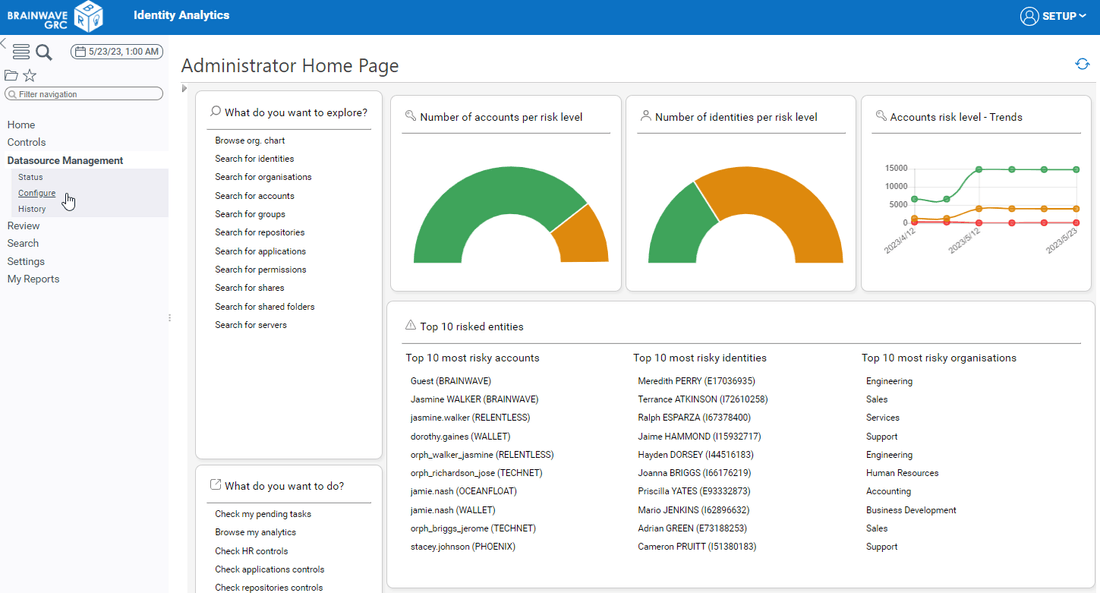 BRAINWAVE
GRC
B
R
Identity Analytics
SETUP
5/23/23, 1:00 AM
Filter navigation
Home
Controls
Datasource Management
Status
Configure
History
Review
Search
Settings
My Reports
Administrator Home Page
What do you want to explore?
Browse org. chart
Search for identities
Search for organisations
Search for accounts
Search for groups
Search for repositories
Search for applications
Search for permissions
Search for shares
Search for shared folders
Search for servers
What do you want to do?
Check my pending tasks
Browse my analytics
Check HR controls
Check applications controls
Check repositories controls
Number of accounts per risk level
Number of identities per risk level
Accounts risk level - Trends
15000
10000
5000
0
2023/4/12
2023/5/12
2023/5/23
Top 10 risked entities
Top 10 most risky accounts
Guest (BRAINWAVE)
Jasmine WALKER (BRAINWAVE)
jasmine.walker (RELENTLESS)
dorothy.gaines (WALLET)
orph_walker_jasmine (RELENTLESS)
orph_richardson_jose (TECHNET)
jamie.nash (OCEANFLOAT)
jamie.nash (WALLET)
orph_briggs_jerome (TECHNET)
stacey.johnson (PHOENIX)
Top 10 most risky identities
Meredith PERRY (E17036935)
Terrance ATKINSON (I72610258)
Ralph ESPARZA (I67378400)
Jaime HAMMOND (I15932717)
Hayden DORSEY (I44516183)
Joanna BRIGGS (I66176219)
Priscilla YATES (E93332873)
Mario JENKINS (I62896632)
Adrian GREEN (E73188253)
Cameron PRUITT (I51380183)
Top 10 most risky organisations
Engineering
Sales
Services
Support
Engineering
Human Resources
Accounting
Business Development
Sales
Support